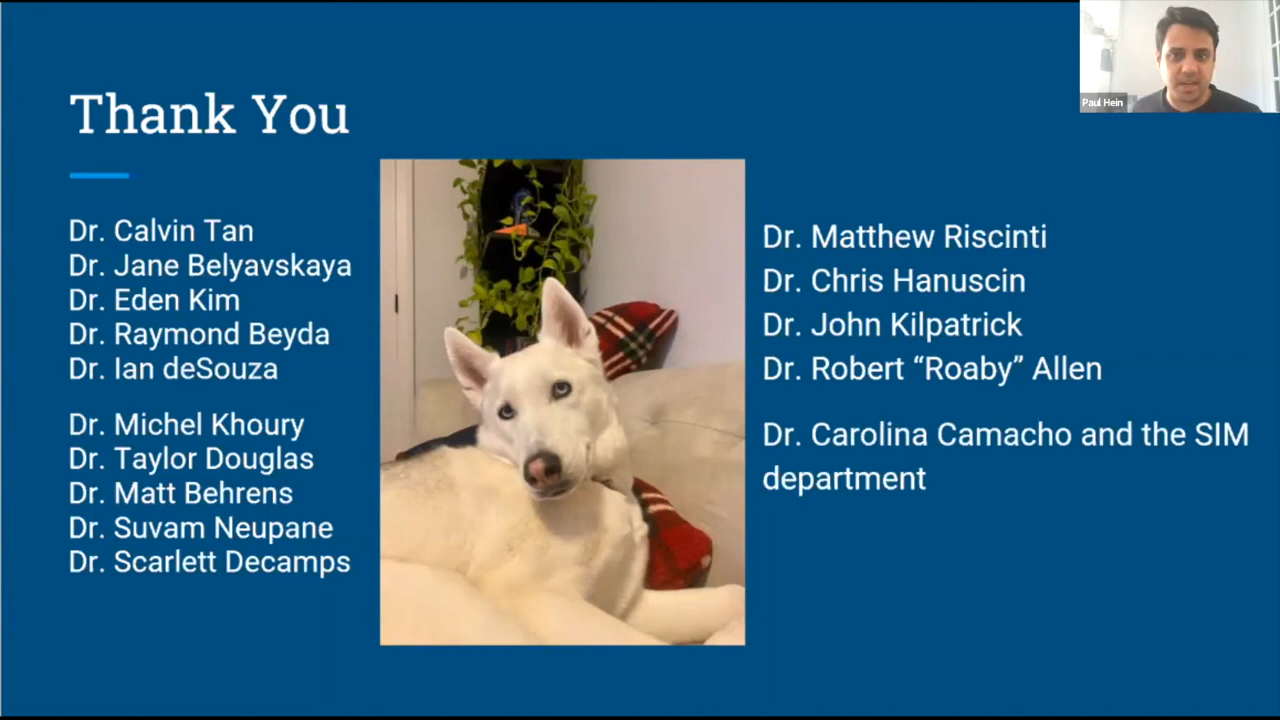 Thank You
Dr. Calvin Tan
Dr. Jane Belyavskaya
Dr. Eden Kim
Dr. Raymond Beyda
Dr. Ian deSouza
Dr. Michel Khoury
Dr. Taylor Douglas
Dr. Matt Behrens
Dr. Suvam Neupane
Dr. Scarlett Decamps
Dr. Matthew Riscinti
Dr. Chris Hanuscin
Dr. John Kilpatrick
Dr. Robert “Roaby” Allen
Dr. Carolina Camacho and the SIM
department
Paul Hein